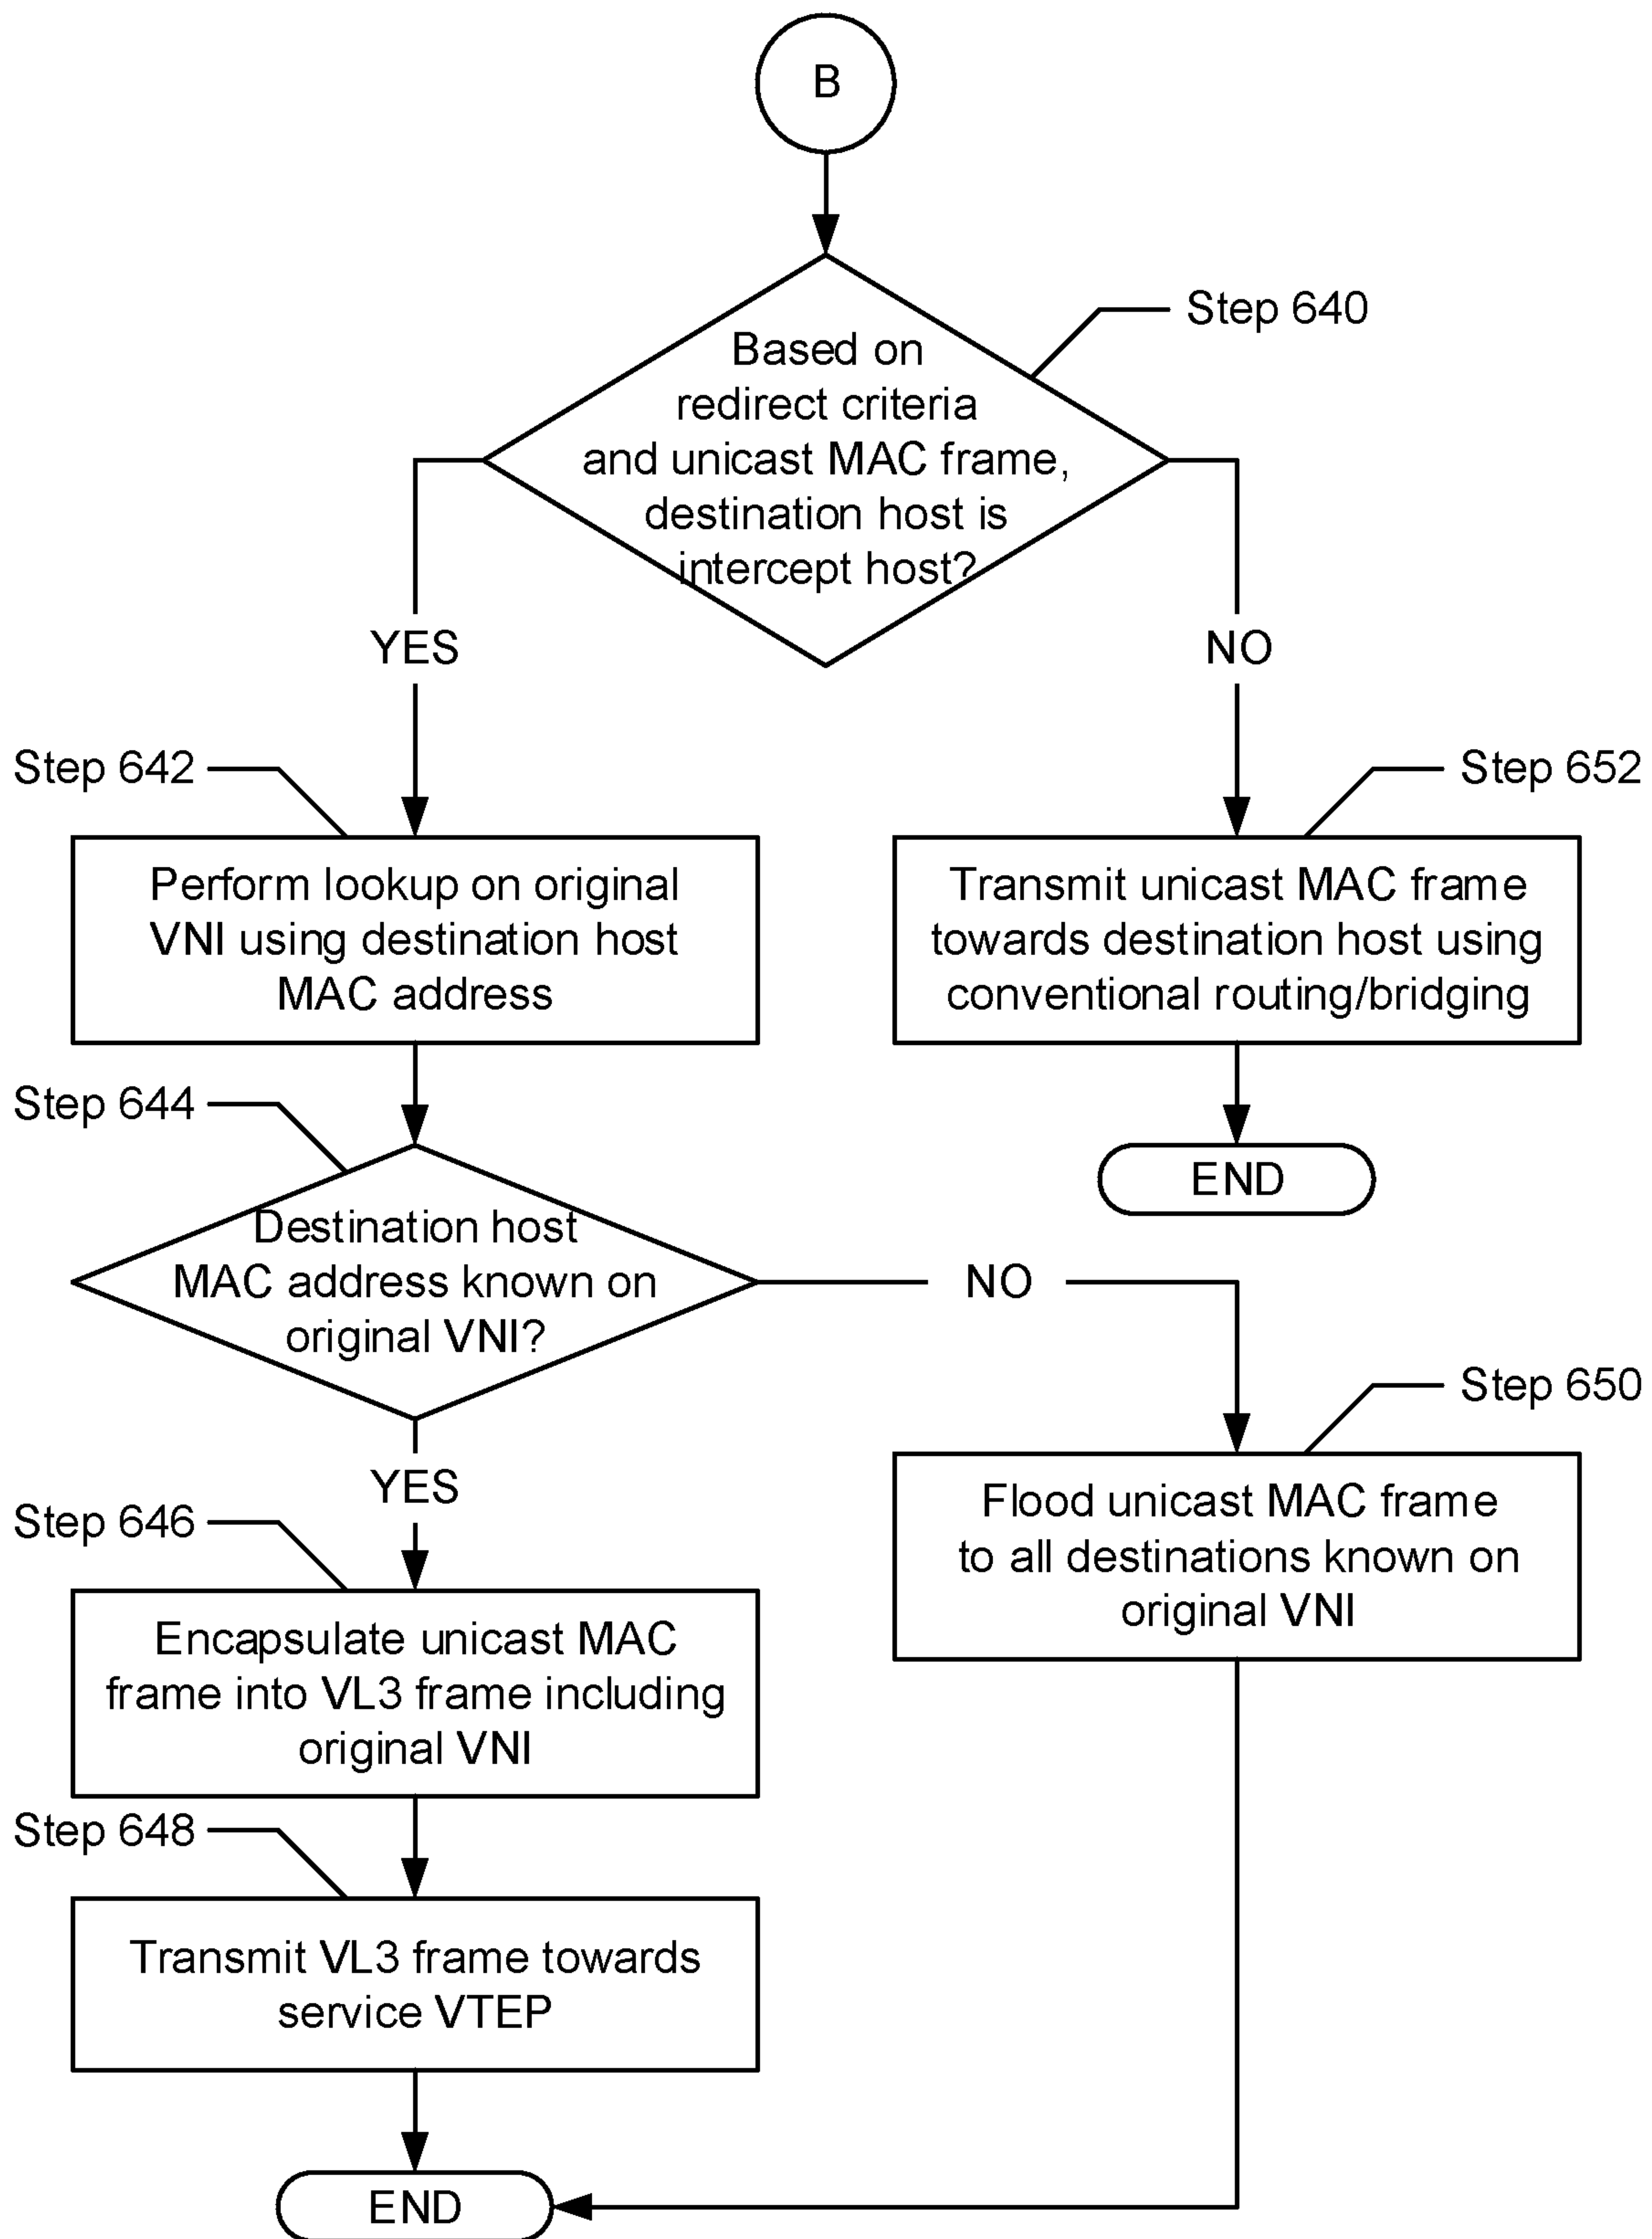 B
Step 640
Based on
redirect criteria
and unicast MAC frame,
destination host is
intercept host?
YES
NO
Step 642
Step 652
Perform lookup on original
VNI using destination host
MAC address
Transmit unicast MAC frame
towards destination host using
conventional routing/bridging
Step 644
END
Destination host
MAC address known on
original VNI?
NO
Step 650
YES
Step 646
Flood unicast MAC frame
to all destinations known on
original VNI
Encapsulate unicast MAC
frame into VL3 frame including
original VNI
Step 648
Transmit VL3 frame towards
service VTEP
END